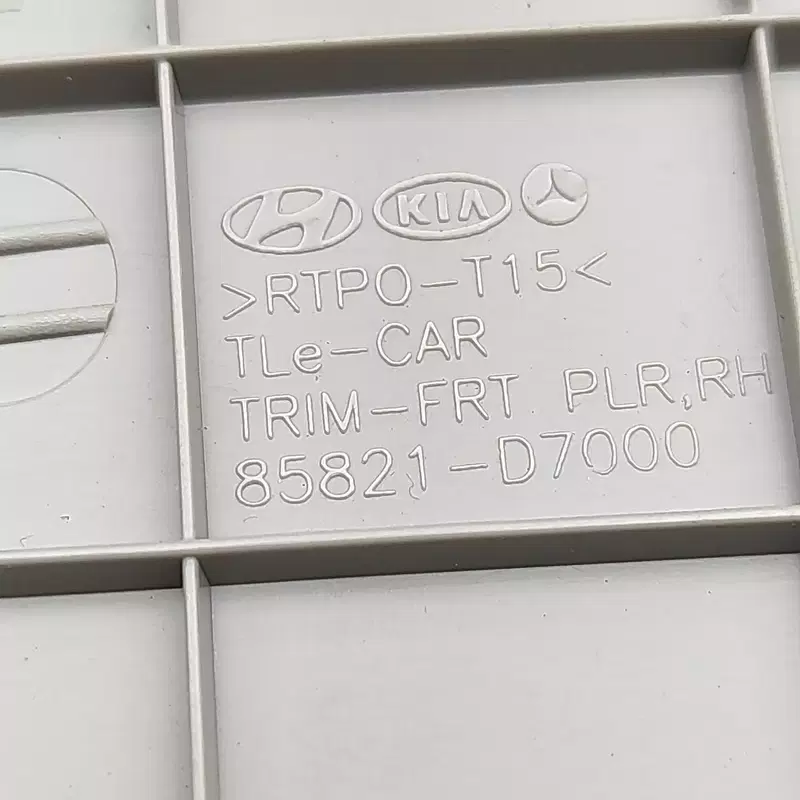 KIA
>RTPO-T15<
TLe-CAR
TRIM-FRT PLR,RH
85821-D7000